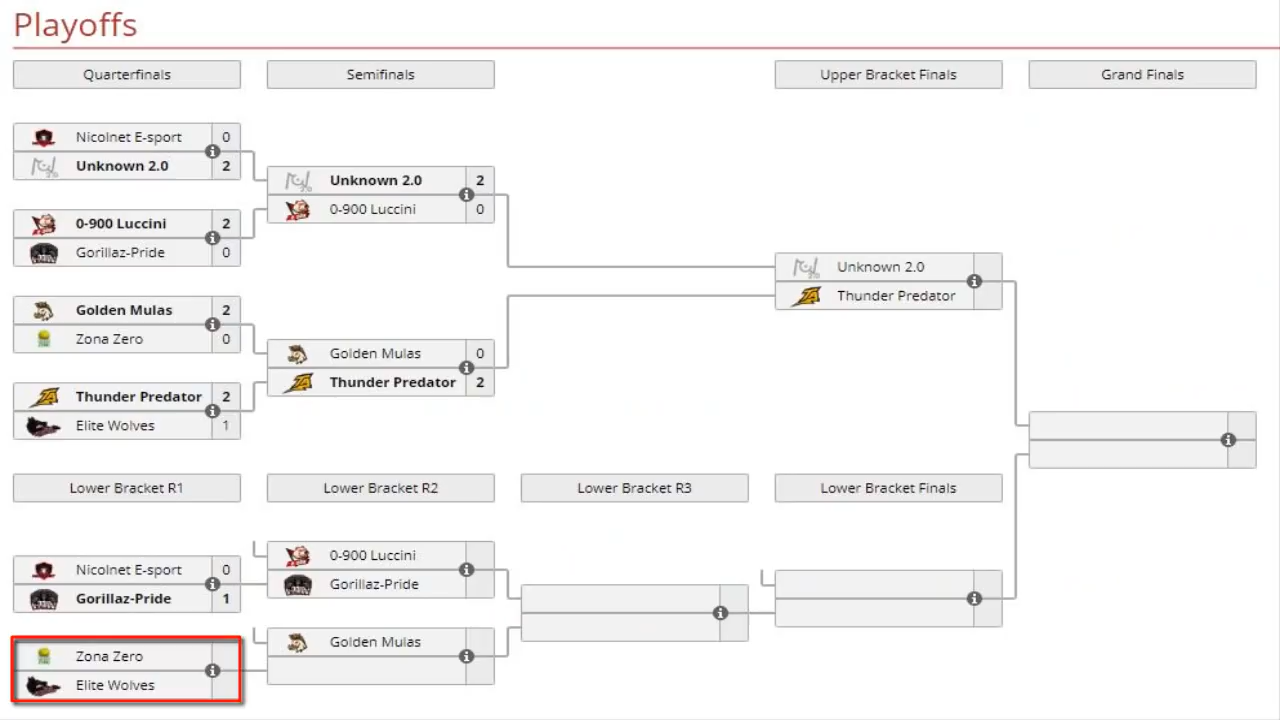 Playoffs
Quarterfinals
Semifinals
Upper Bracket Finals
Grand Finals
Nicolnet E-sport 0
Unknown 2.0 2
0-900 Luccini 2
Gorillaz-Pride 0
Golden Mulas 2
Zona Zero 0
Thunder Predator 2
Elite Wolves 1
Unknown 2.0 2
0-900 Luccini 0
Golden Mulas 0
Thunder Predator 2
Unknown 2.0
Thunder Predator
Lower Bracket R1
Lower Bracket R2
Lower Bracket R3
Lower Bracket Finals
Nicolnet E-sport 0
Gorillaz-Pride 1
Zona Zero
Elite Wolves
0-900 Luccini
Gorillaz-Pride
Golden Mulas